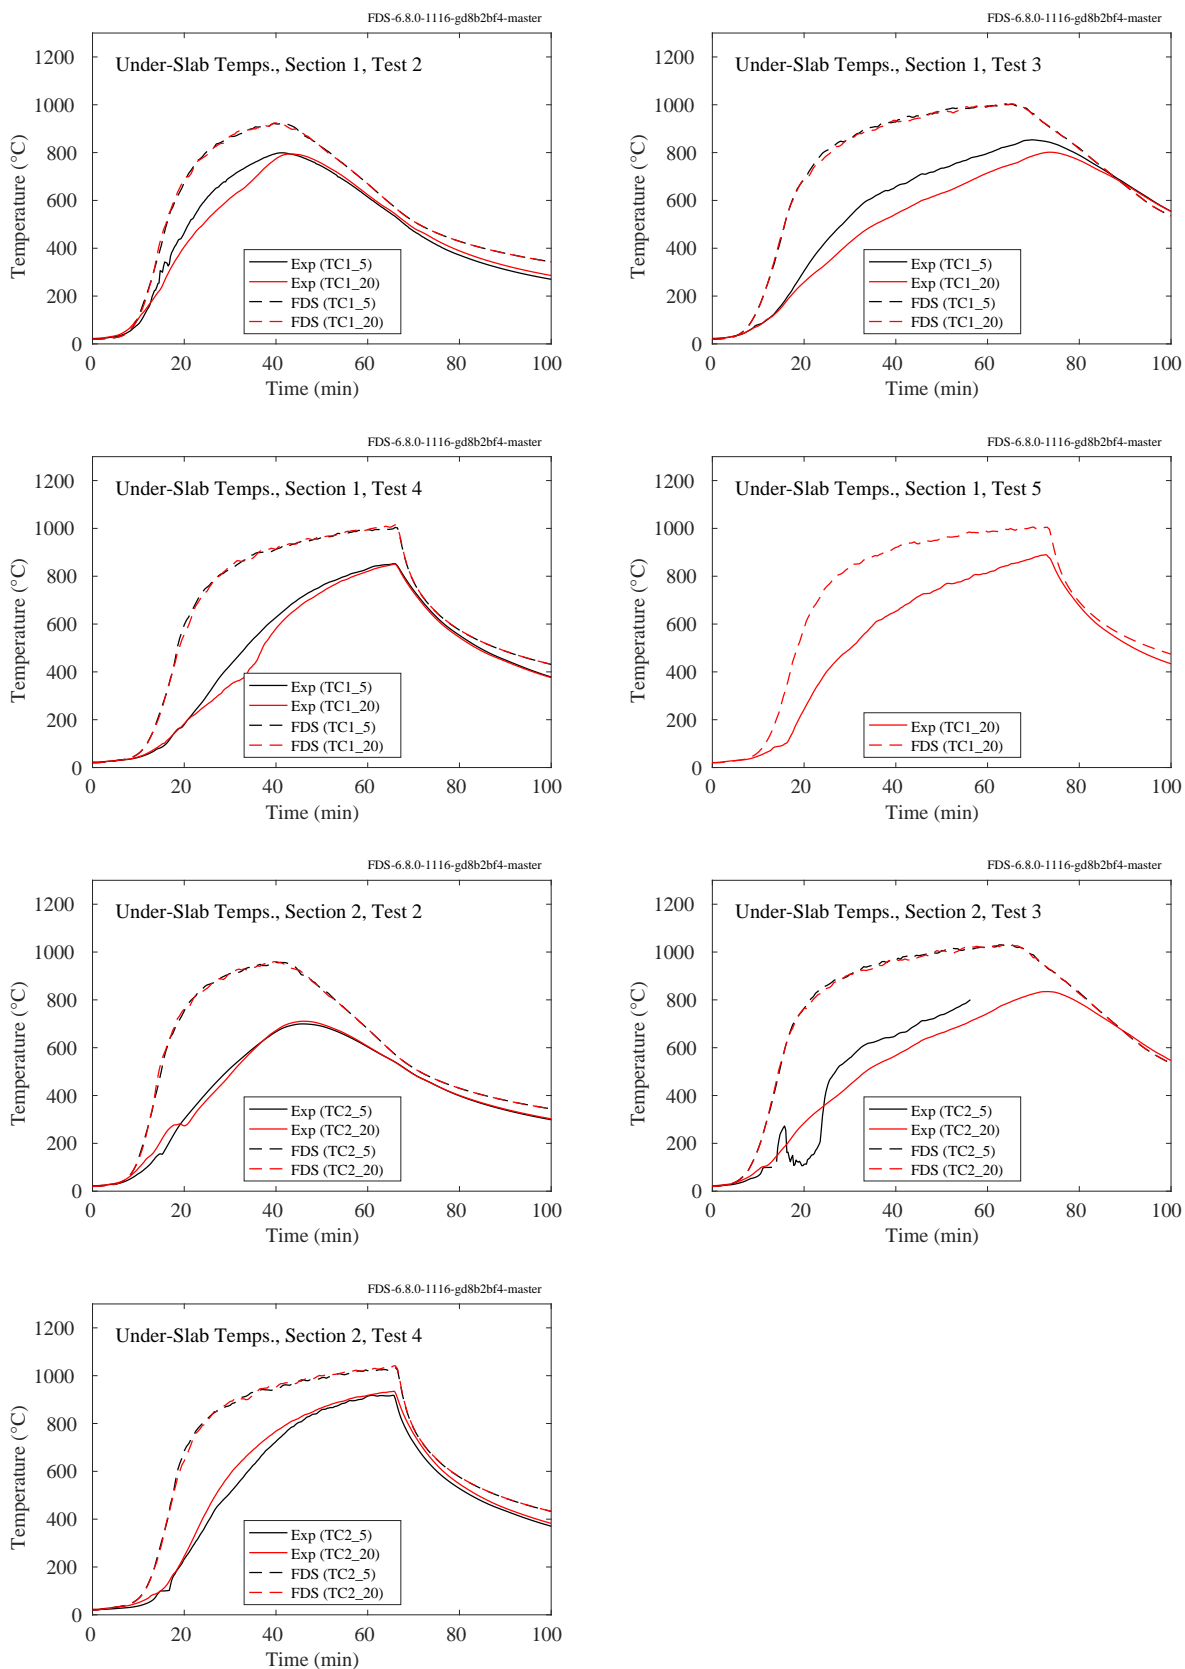 FDS-6.8.0-1116-gd8b2bf4-master
Under-Slab Temps., Section 1, Test 2
Temperature (°C)
1200
1000
800
600
400
200
0
Exp (TC1_5)
Exp (TC1_20)
FDS (TC1_5)
FDS (TC1_20)
0 20 40 60 80 100
Time (min)
FDS-6.8.0-1116-gd8b2bf4-master
Under-Slab Temps., Section 1, Test 3
Temperature (°C)
1200
1000
800
600
400
200
0
Exp (TC1_5)
Exp (TC1_20)
FDS (TC1_5)
FDS (TC1_20)
0 20 40 60 80 100
Time (min)
FDS-6.8.0-1116-gd8b2bf4-master
Under-Slab Temps., Section 1, Test 4
Temperature (°C)
1200
1000
800
600
400
200
0
Exp (TC1_5)
Exp (TC1_20)
FDS (TC1_5)
FDS (TC1_20)
0 20 40 60 80 100
Time (min)
FDS-6.8.0-1116-gd8b2bf4-master
Under-Slab Temps., Section 1, Test 5
Temperature (°C)
1200
1000
800
600
400
200
0
Exp (TC1_20)
FDS (TC1_20)
0 20 40 60 80 100
Time (min)
FDS-6.8.0-1116-gd8b2bf4-master
Under-Slab Temps., Section 2, Test 2
Temperature (°C)
1200
1000
800
600
400
200
0
Exp (TC2_5)
Exp (TC2_20)
FDS (TC2_5)
FDS (TC2_20)
0 20 40 60 80 100
Time (min)
FDS-6.8.0-1116-gd8b2bf4-master
Under-Slab Temps., Section 2, Test 3
Temperature (°C)
1200
1000
800
600
400
200
0
Exp (TC2_5)
Exp (TC2_20)
FDS (TC2_5)
FDS (TC2_20)
0 20 40 60 80 100
Time (min)
FDS-6.8.0-1116-gd8b2bf4-master
Under-Slab Temps., Section 2, Test 4
Temperature (°C)
1200
1000
800
600
400
200
0
Exp (TC2_5)
Exp (TC2_20)
FDS (TC2_5)
FDS (TC2_20)
0 20 40 60 80 100
Time (min)